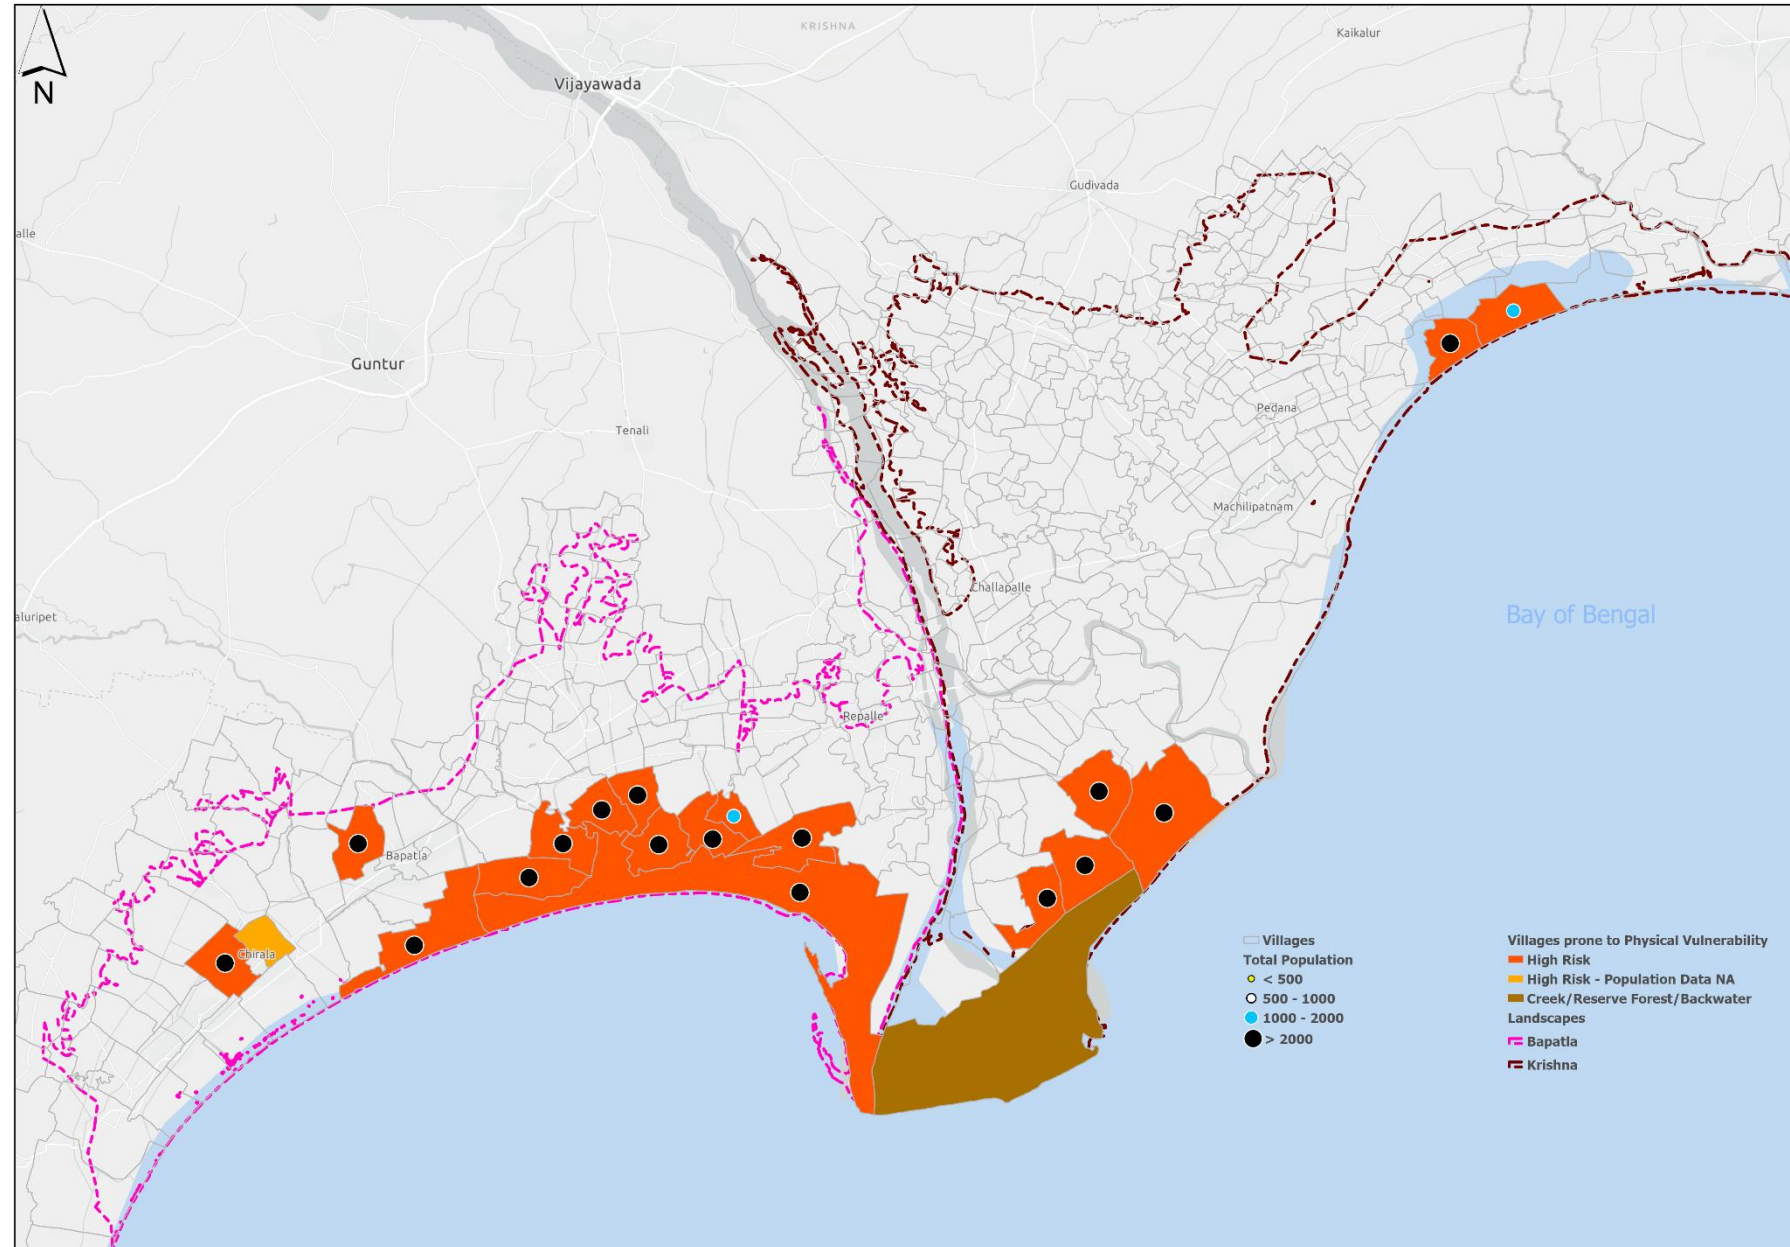 N
KRISHNA
Kaikalur
Vijayawada
Gudivada
alle
Guntur
Pedana
Tenali
Machilipatnam
Challapalle
aluripet
Bay of Bengal
Repalle
Bapatla
Chirala
Villages
Total Population
< 500
500 - 1000
1000 - 2000
> 2000
Villages prone to Physical Vulnerability
High Risk
High Risk - Population Data NA
Creek/Reserve Forest/Backwater
Landscapes
Bapatla
Krishna